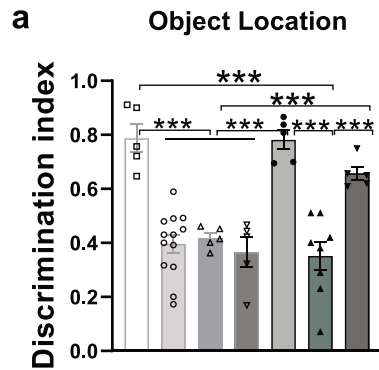 a
Object Location
Discrimination index
***
***
*** *** *** ***
1.0
0.8
0.6
0.4
0.2
0.0